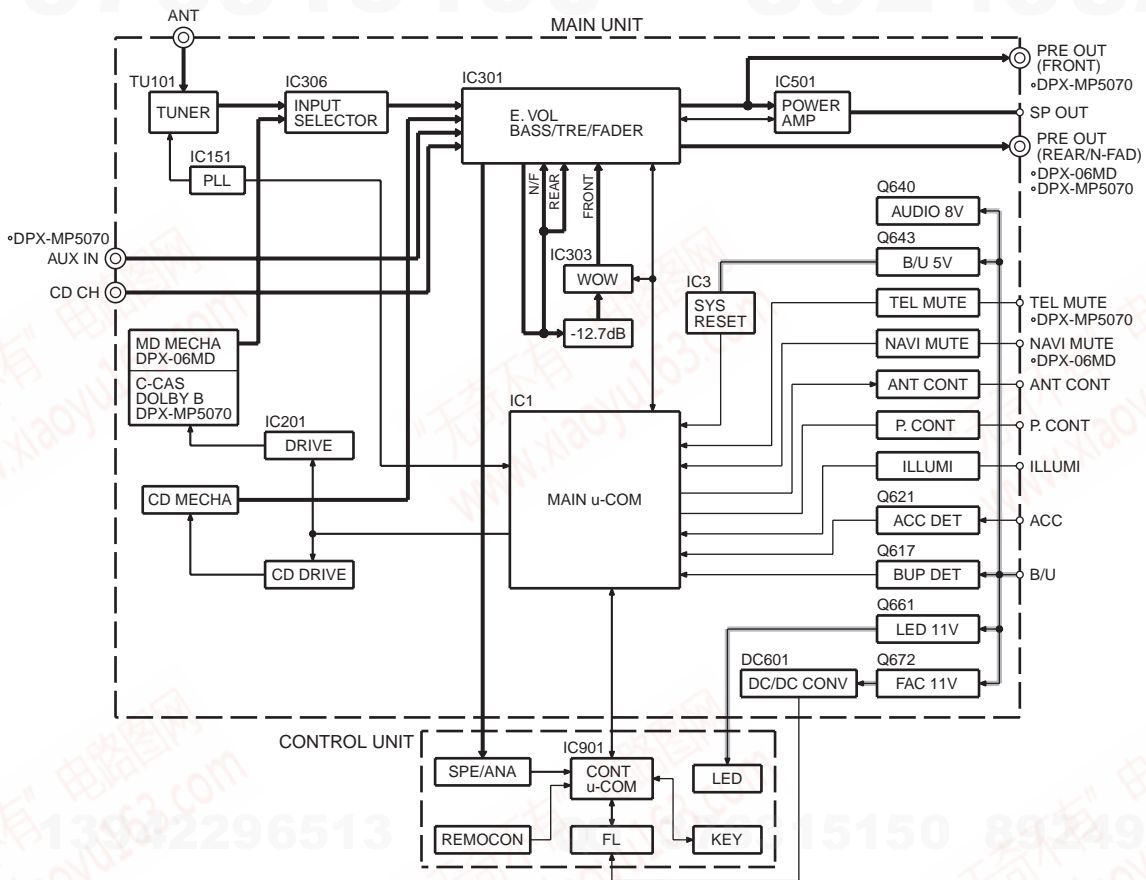 ANT
MAIN UNIT
TU101
TUNER
IC306
INPUT
SELECTOR
IC301
E. VOL
BASS/TRE/FADER
IC501
POWER
AMP
PRE OUT
(FRONT)
∘DPX-MP5070
SP OUT
PRE OUT
(REAR/N-FAD)
∘DPX-06MD
∘DPX-MP5070
IC151
PLL
N/F
REAR
FRONT
IC303
WOW
-12.7dB
∘DPX-MP5070
AUX IN
CD CH
Q640
AUDIO 8V
Q643
B/U 5V
IC3
SYS
RESET
TEL MUTE
TEL MUTE
∘DPX-MP5070
NAVI MUTE
NAVI MUTE
∘DPX-06MD
ANT CONT
ANT CONT
P. CONT
P. CONT
ILLUMI
ILLUMI
Q621
ACC DET
ACC
Q617
BUP DET
B/U
Q661
LED 11V
Q672
FAC 11V
DC601
DC/DC CONV
MD MECHA
DPX-06MD
C-CAS
DOLBY B
DPX-MP5070
IC201
DRIVE
CD MECHA
CD DRIVE
IC1
MAIN u-COM
CONTROL UNIT
SPE/ANA
IC901
CONT
u-COM
LED
REMOCON
FL
KEY
www.xiaoyu163.com
13942296513